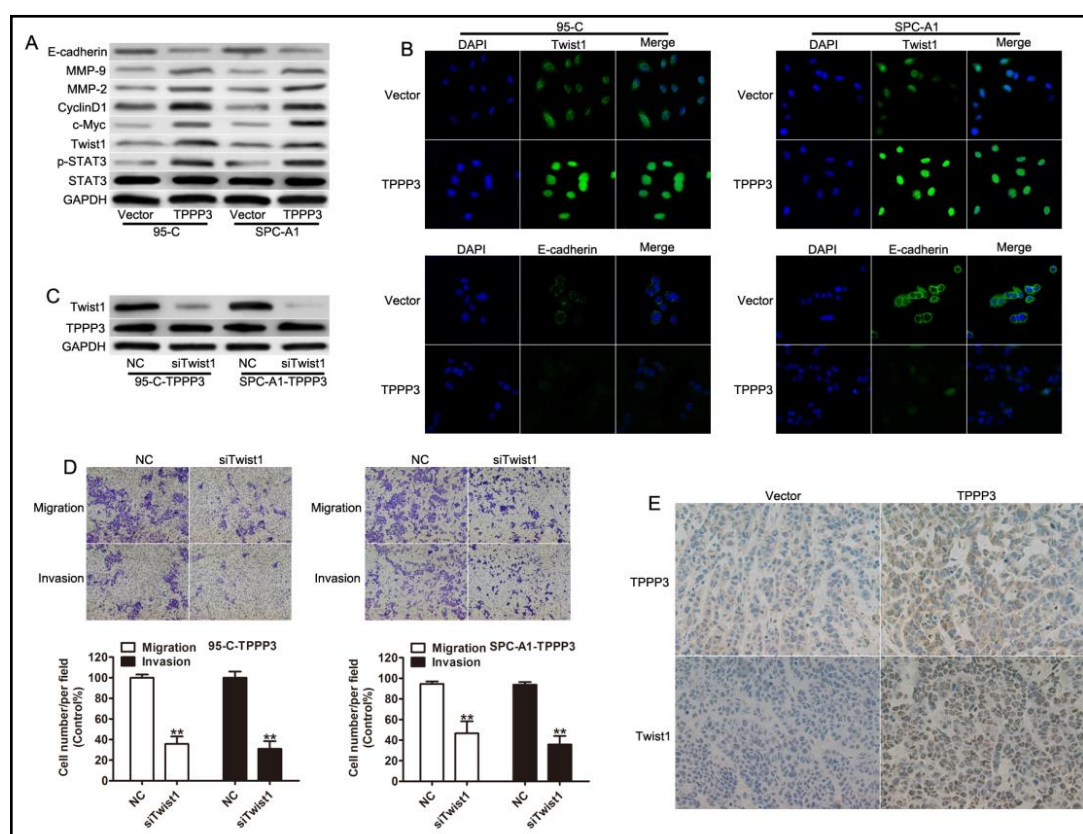 A
E-cadherin
MMP-9
MMP-2
CyclinD1
c-Myc
Twist1
p-STAT3
STAT3
GAPDH
Vector TPPP3 Vector TPPP3
95-C SPC-A1
B
95-C SPC-A1
DAPI Twist1 Merge DAPI Twist1 Merge
Vector Vector
TPPP3 TPPP3
DAPI E-cadherin Merge DAPI E-cadherin Merge
Vector Vector
TPPP3 TPPP3
C
Twist1
TPPP3
GAPDH
NC siTwist1 NC siTwist1
95-C-TPPP3 SPC-A1-TPPP3
D
NC siTwist1 NC siTwist1
Migration Migration
Invasion Invasion
Cell number/per field
(Control%)
120
100
80
60
40
20
0
Migration 95-C-TPPP3
Invasion
** **
NC siTwist1 NC siTwist1
Cell number/per field
(Control%)
120
100
80
60
40
20
0
Migration SPC-A1-TPPP3
Invasion
** **
NC siTwist1 NC siTwist1
E
Vector TPPP3
TPPP3
Twist1